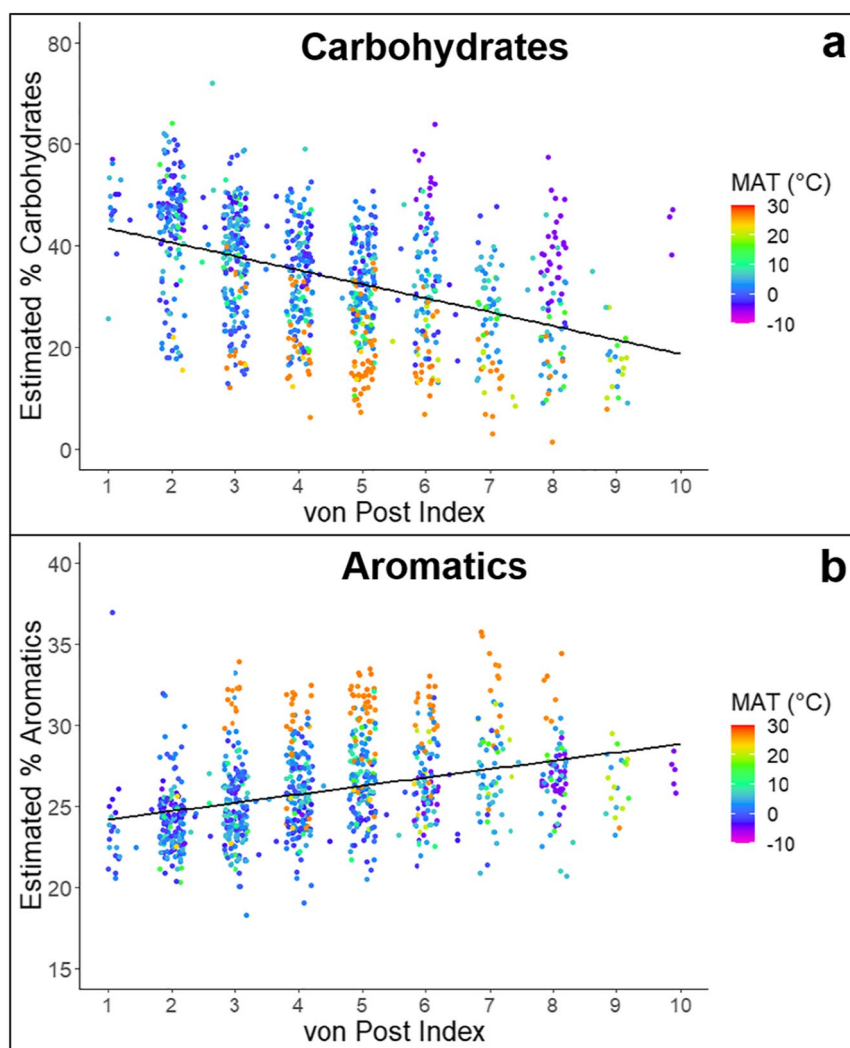 Carbohydrates
a
Estimated % Carbohydrates
80
60
40
20
0
1 2 3 4 5 6 7 8 9 10
von Post Index
MAT (°C)
30
20
10
0
-10
Aromatics
b
Estimated % Aromatics
40
35
30
25
20
15
1 2 3 4 5 6 7 8 9 10
von Post Index
MAT (°C)
30
20
10
0
-10